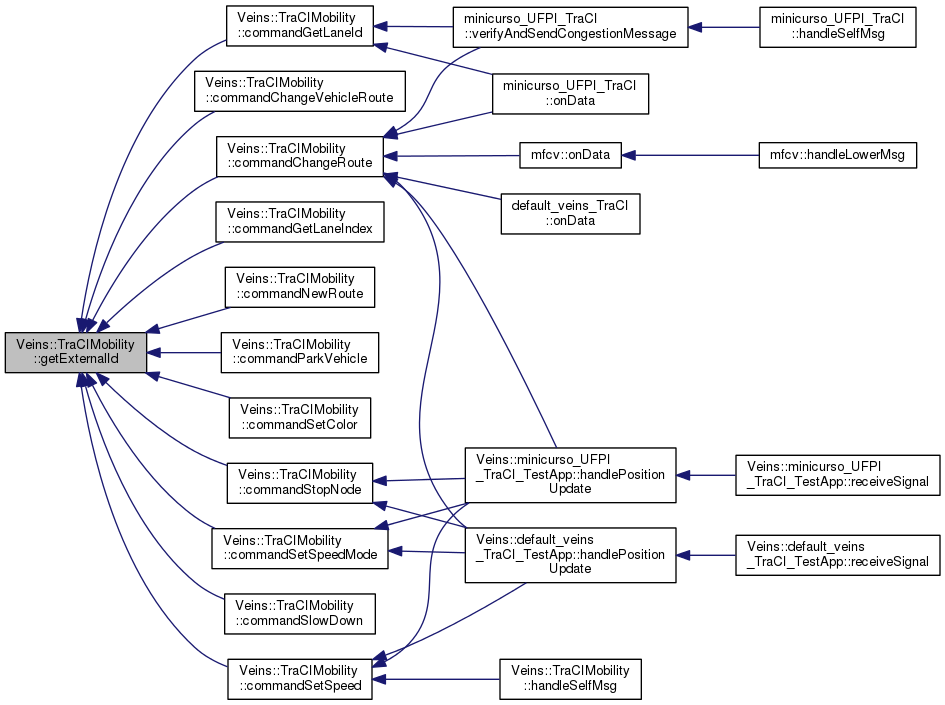 Veins::TraCIMobility
::getExternalId
Veins::TraCIMobility
::commandGetLaneId
Veins::TraCIMobility
::commandChangeVehicleRoute
Veins::TraCIMobility
::commandChangeRoute
Veins::TraCIMobility
::commandGetLaneIndex
Veins::TraCIMobility
::commandNewRoute
Veins::TraCIMobility
::commandParkVehicle
Veins::TraCIMobility
::commandSetColor
Veins::TraCIMobility
::commandStopNode
Veins::TraCIMobility
::commandSetSpeedMode
Veins::TraCIMobility
::commandSlowDown
Veins::TraCIMobility
::commandSetSpeed
minicurso_UFPI_TraCI
::verifyAndSendCongestionMessage
minicurso_UFPI_TraCI
::onData
mfcv::onData
default_veins_TraCI
::onData
Veins::minicurso_UFPI
_TraCI_TestApp::handlePosition
Update
Veins::default_veins
_TraCI_TestApp::handlePosition
Update
Veins::TraCIMobility
::handleSelfMsg
minicurso_UFPI_TraCI
::handleSelfMsg
mfcv::handleLowerMsg
Veins::minicurso_UFPI
_TraCI_TestApp::receiveSignal
Veins::default_veins
_TraCI_TestApp::receiveSignal